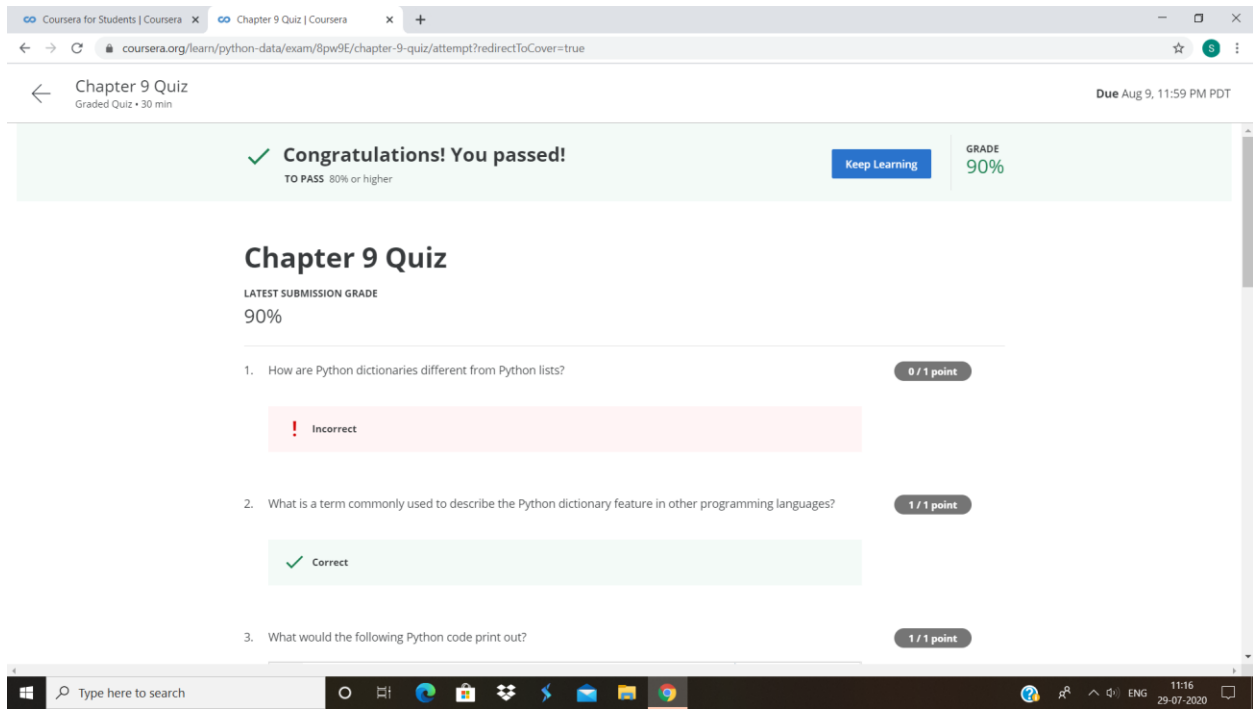 Coursera for Students | Coursera
Chapter 9 Quiz | Coursera
coursera.org/learn/python-data/exam/8pw9E/chapter-9-quiz/attempt?redirectToCover=true
S
Chapter 9 Quiz
Graded Quiz • 30 min
Due Aug 9, 11:59 PM PDT
Congratulations! You passed!
TO PASS 80% or higher
Keep Learning
GRADE
90%
Chapter 9 Quiz
LATEST SUBMISSION GRADE
90%
1. How are Python dictionaries different from Python lists?
0 / 1 point
! Incorrect
2. What is a term commonly used to describe the Python dictionary feature in other programming languages?
1 / 1 point
Correct
3. What would the following Python code print out?
1 / 1 point
Type here to search
ENG
11:16
29-07-2020